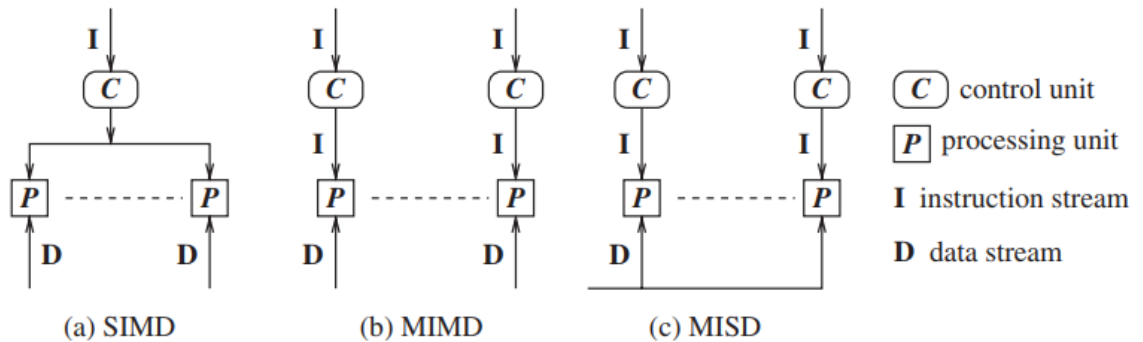 I
I
I
C
C
C
C
C
control unit
I
I
I
I
P
processing unit
P
P
P
P
P
P
I instruction stream
D
D
D
D
D
D data stream
(a) SIMD
(b) MIMD
(c) MISD